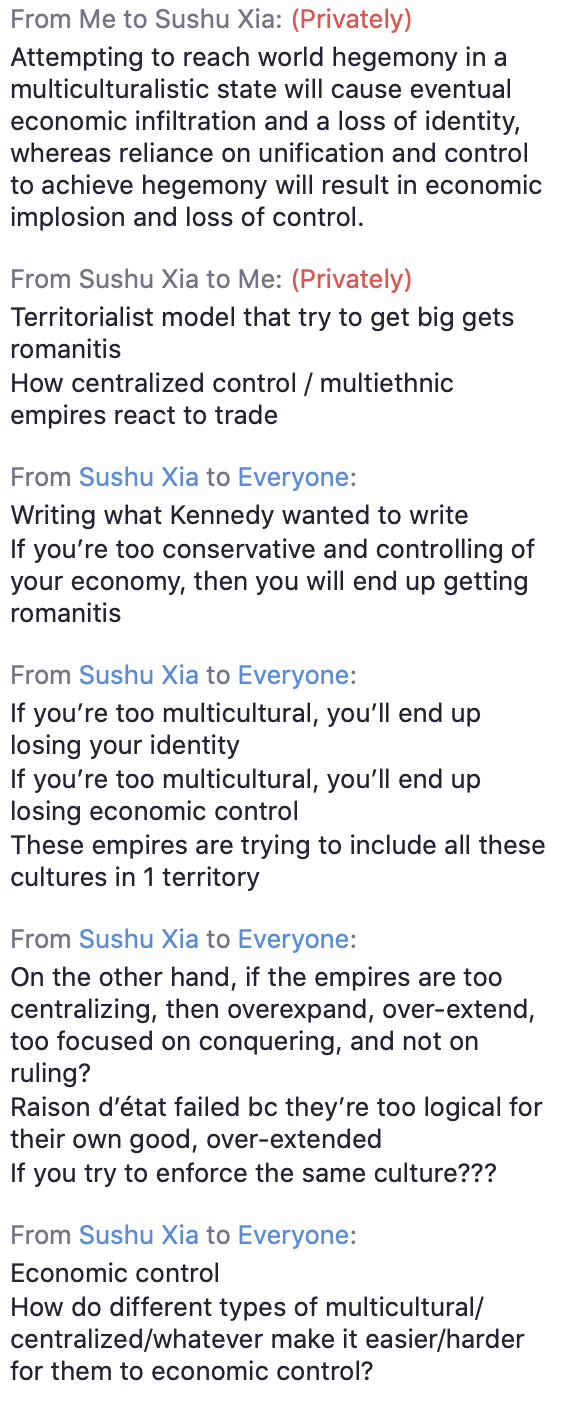 From Me to Sushu Xia: (Privately)
Attempting to reach world hegemony in a
multiculturalistic state will cause eventual
economic infiltration and a loss of identity,
whereas reliance on unification and control
to achieve hegemony will result in economic
implosion and loss of control.
From Sushu Xia to Me: (Privately)
Territorialist model that try to get big gets
romanitis
How centralized control / multiethnic
empires react to trade
From Sushu Xia to Everyone:
Writing what Kennedy wanted to write
If you’re too conservative and controlling of
your economy, then you will end up getting
romanitis
From Sushu Xia to Everyone:
If you’re too multicultural, you’ll end up
losing your identity
If you’re too multicultural, you’ll end up
losing economic control
These empires are trying to include all these
cultures in 1 territory
From Sushu Xia to Everyone:
On the other hand, if the empires are too
centralizing, then overexpand, over-extend,
too focused on conquering, and not on
ruling?
Raison d’état failed bc they’re too logical for
their own good, over-extended
If you try to enforce the same culture???
From Sushu Xia to Everyone:
Economic control
How do different types of multicultural/
centralized/whatever make it easier/harder
for them to economic control?